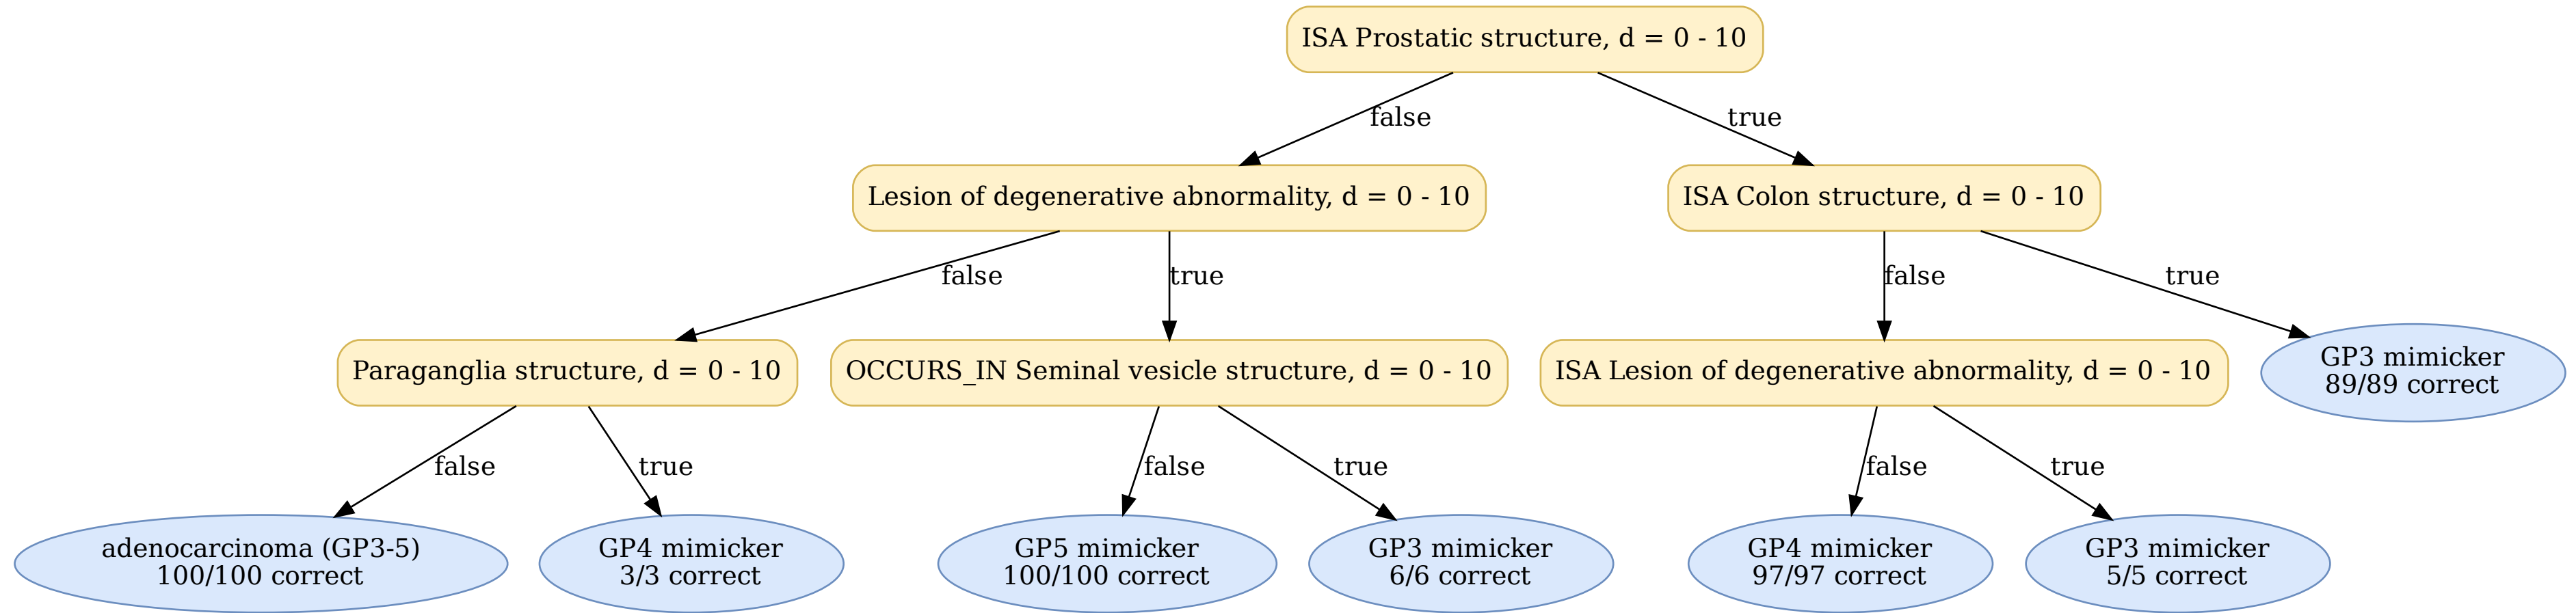 ISA Prostatic structure, d = 0 - 10
false
true
Lesion of degenerative abnormality, d = 0 - 10
ISA Colon structure, d = 0 - 10
false
true
false
true
Paraganglia structure, d = 0 - 10
OCCURS_IN Seminal vesicle structure, d = 0 - 10
ISA Lesion of degenerative abnormality, d = 0 - 10
GP3 mimicker
89/89 correct
false
true
false
true
false
true
adenocarcinoma (GP3-5)
100/100 correct
GP4 mimicker
3/3 correct
GP5 mimicker
100/100 correct
GP3 mimicker
6/6 correct
GP4 mimicker
97/97 correct
GP3 mimicker
5/5 correct